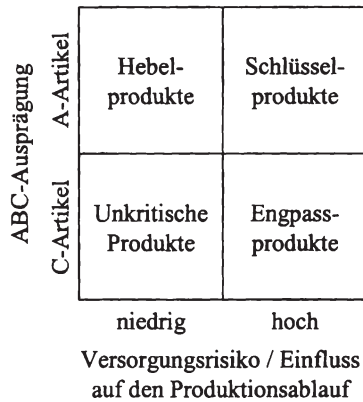 ABC-Ausprägung
A-Artikel
C-Artikel
Hebel-
produkte
Schlüssel-
produkte
Unkritische
Produkte
Engpass-
produkte
niedrig
hoch
Versorgungsrisiko / Einfluss
auf den Produktionsablauf